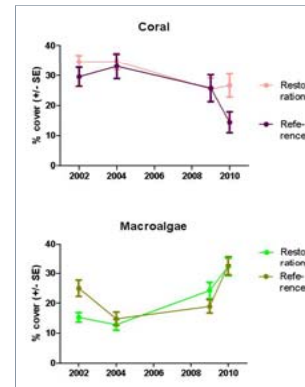 Coral
% cover (+/- SE)
40
30
20
10
0
2002 2004 2006 2008 2010
Resto
ration
Refe-
rence
Macroalgae
% cover (+/- SE)
40
30
20
10
0
2002 2004 2006 2008 2010
Resto
ration
Refe-
rence